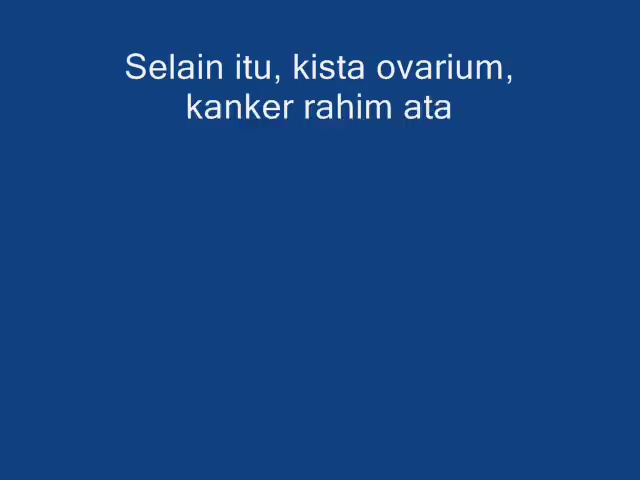 Selain itu, kista ovarium,
kanker rahim ata